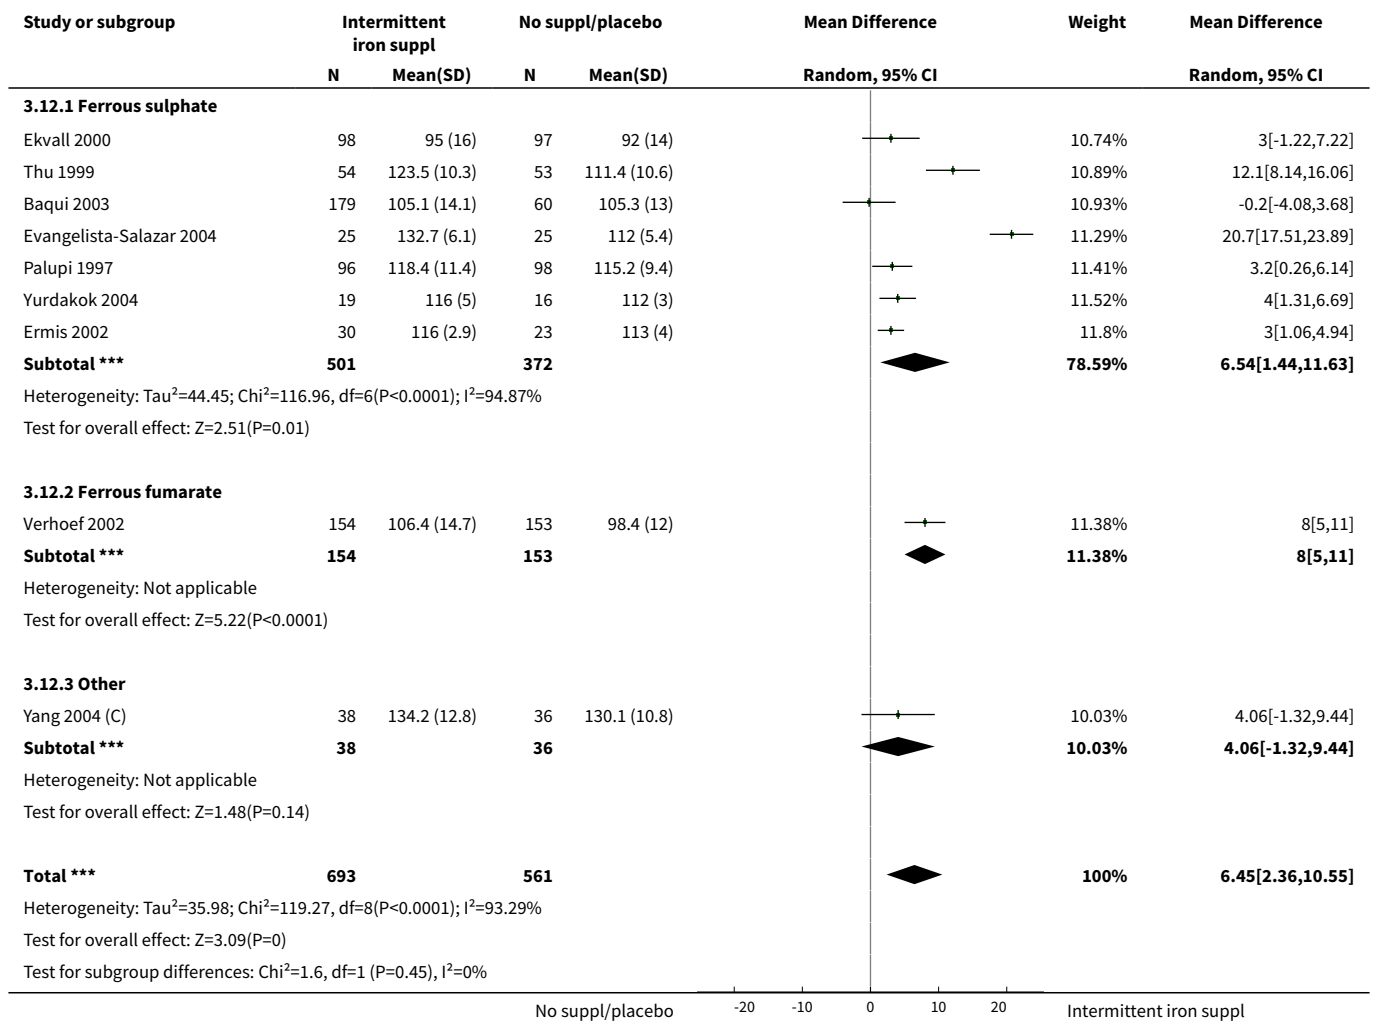 Study or subgroup Intermittent iron suppl No suppl/placebo Mean Difference Weight Mean Difference
N Mean(SD) N Mean(SD) Random, 95% CI Random, 95% CI
3.12.1 Ferrous sulphate
Ekvall 2000 98 95 (16) 97 92 (14) 10.74% 3[-1.22,7.22]
Thu 1999 54 123.5 (10.3) 53 111.4 (10.6) 10.89% 12.1[8.14,16.06]
Baqui 2003 179 105.1 (14.1) 60 105.3 (13) 10.93% -0.2[-4.08,3.68]
Evangelista-Salazar 2004 25 132.7 (6.1) 25 112 (5.4) 11.29% 20.7[17.51,23.89]
Palupi 1997 96 118.4 (11.4) 98 115.2 (9.4) 11.41% 3.2[0.26,6.14]
Yurdakok 2004 19 116 (5) 16 112 (3) 11.52% 4[1.31,6.69]
Ermis 2002 30 116 (2.9) 23 113 (4) 11.8% 3[1.06,4.94]
Subtotal *** 501 372 78.59% 6.54[1.44,11.63]
Heterogeneity: Tau²=44.45; Chi²=116.96, df=6(P<0.0001); I²=94.87%
Test for overall effect: Z=2.51(P=0.01)
3.12.2 Ferrous fumarate
Verhoef 2002 154 106.4 (14.7) 153 98.4 (12) 11.38% 8[5,11]
Subtotal *** 154 153 11.38% 8[5,11]
Heterogeneity: Not applicable
Test for overall effect: Z=5.22(P<0.0001)
3.12.3 Other
Yang 2004 (C) 38 134.2 (12.8) 36 130.1 (10.8) 10.03% 4.06[-1.32,9.44]
Subtotal *** 38 36 10.03% 4.06[-1.32,9.44]
Heterogeneity: Not applicable
Test for overall effect: Z=1.48(P=0.14)
Total *** 693 561 100% 6.45[2.36,10.55]
Heterogeneity: Tau²=35.98; Chi²=119.27, df=8(P<0.0001); I²=93.29%
Test for overall effect: Z=3.09(P=0)
Test for subgroup differences: Chi²=1.6, df=1 (P=0.45), I²=0%
No suppl/placebo -20 -10 0 10 20 Intermittent iron suppl